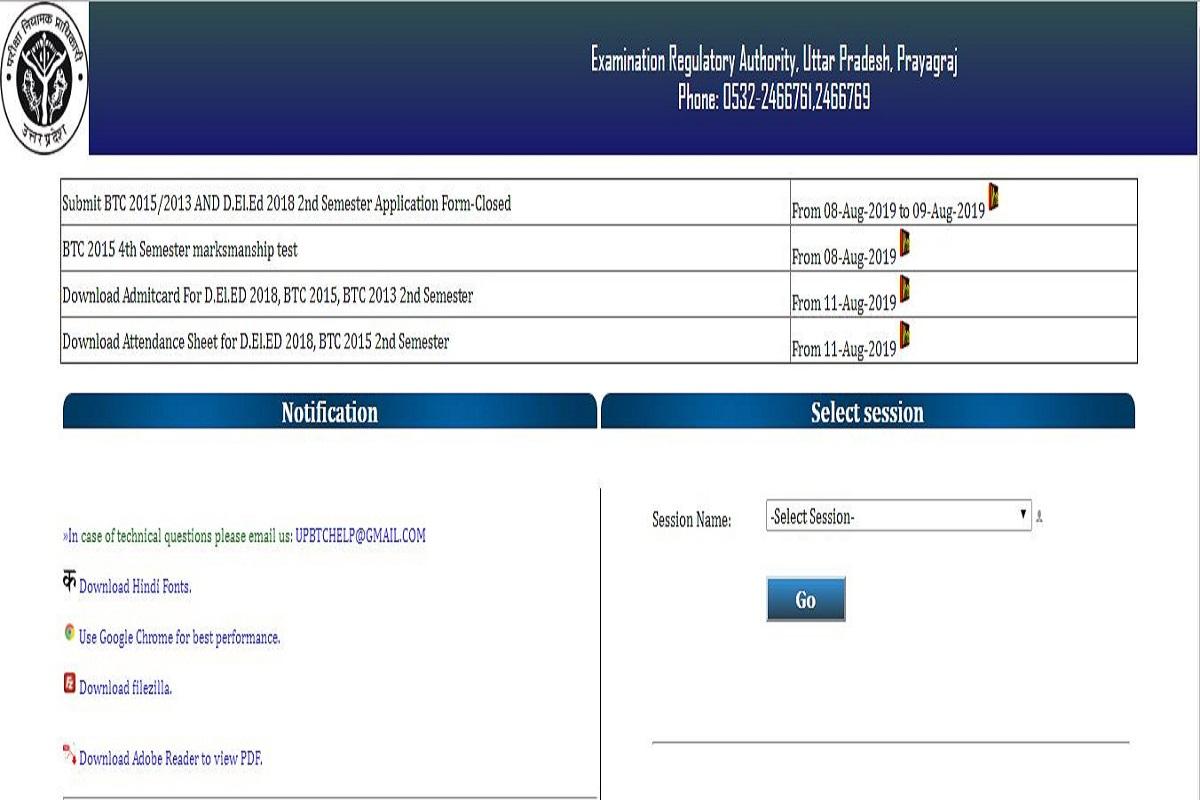 परीक्षा नियामक प्राधिकारी
उत्तर प्रदेश
Examination Regulatory Authority, Uttar Pradesh, Prayagraj
Phone: 0532-2466761,2466769
Submit BTC 2015/2013 AND D.El.Ed 2018 2nd Semester Application Form-Closed From 08-Aug-2019 to 09-Aug-2019
BTC 2015 4th Semester marksmanship test From 08-Aug-2019
Download Admitcard For D.El.ED 2018, BTC 2015, BTC 2013 2nd Semester From 11-Aug-2019
Download Attendance Sheet for D.El.ED 2018, BTC 2015 2nd Semester From 11-Aug-2019
Notification
Select session
»In case of technical questions please email us: UPBTCHELP@GMAIL.COM
क Download Hindi Fonts.
Use Google Chrome for best performance.
Fz Download filezilla.
Download Adobe Reader to view PDF.
Session Name: -Select Session-
Go